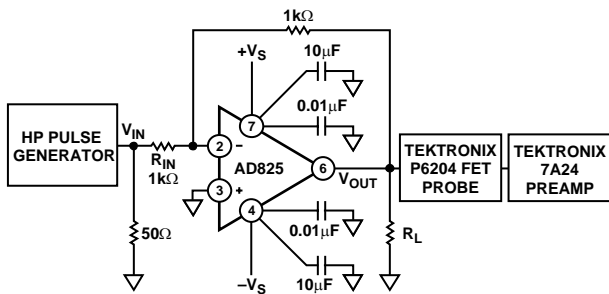 1kΩ
10μF
+VS
0.01μF
HP PULSE
GENERATOR
VIN
RIN
1kΩ
2
–
7
AD825
3
+
6
VOUT
4
TEKTRONIX
P6204 FET
PROBE
TEKTRONIX
7A24
PREAMP
50Ω
0.01μF
RL
–VS
10μF